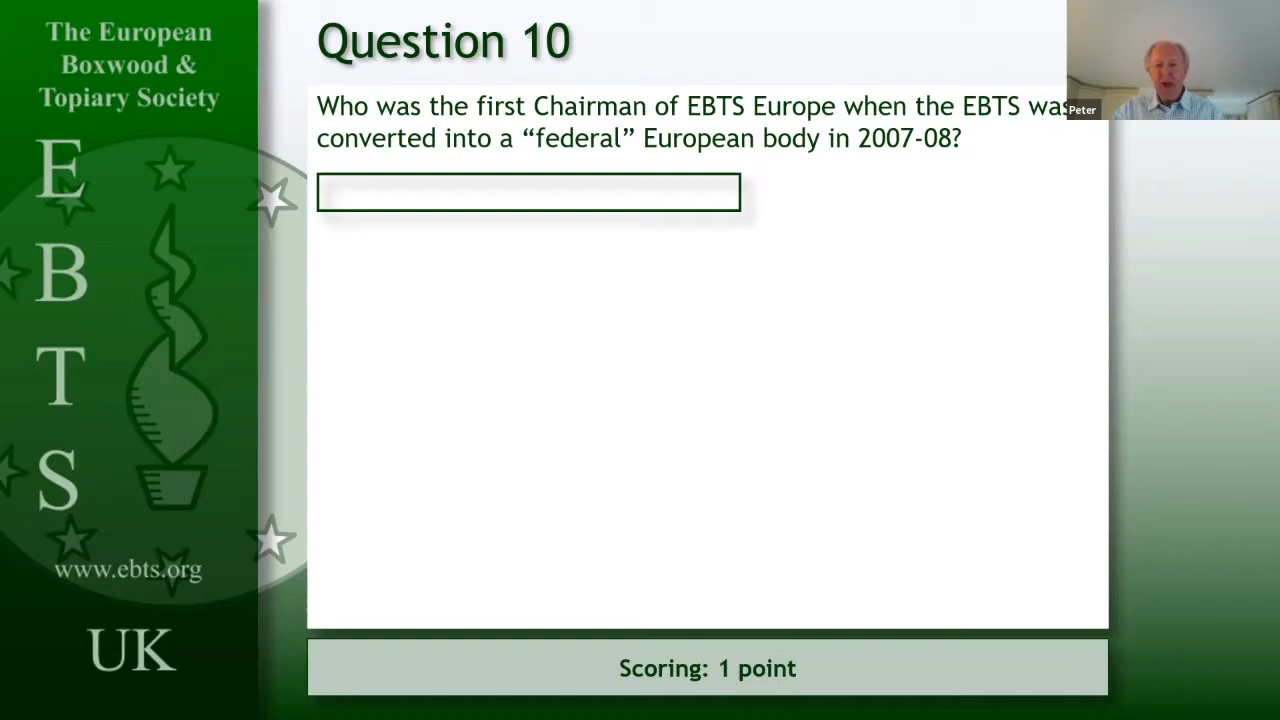 The European
Boxwood &
Topiary Society
E
B
T
S
www.ebts.org
UK
Question 10
Who was the first Chairman of EBTS Europe when the EBTS was
converted into a “federal” European body in 2007-08?
Scoring: 1 point
Peter